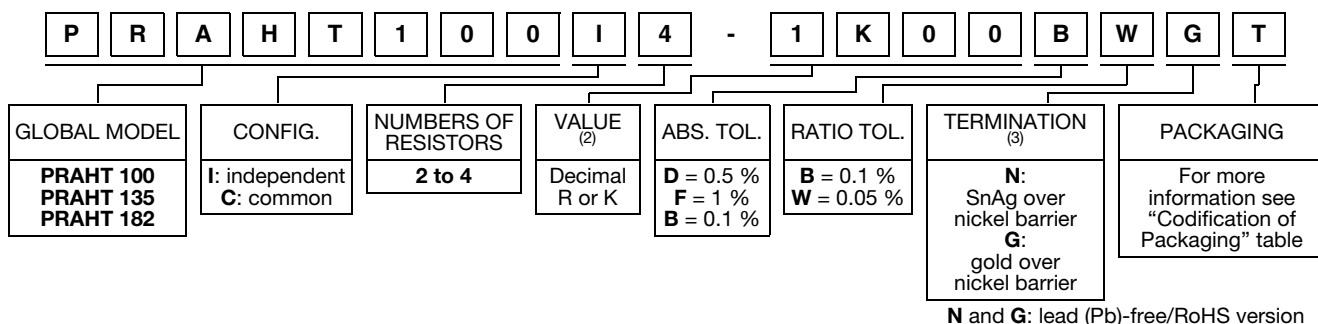 P R A H T 1 0 0 I 4 - 1 K 0 0 B W G T
GLOBAL MODEL
PRAHT 100
PRAHT 135
PRAHT 182
CONFIG.
I: independent
C: common
NUMBERS OF
RESISTORS
2 to 4
VALUE
(2)
Decimal
R or K
ABS. TOL.
D = 0.5 %
F = 1 %
B = 0.1 %
RATIO TOL.
B = 0.1 %
W = 0.05 %
TERMINATION
(3)
N:
SnAg over
nickel barrier
G:
gold over
nickel barrier
PACKAGING
For more
information see
“Codification of
Packaging” table
N and G: lead (Pb)-free/RoHS version